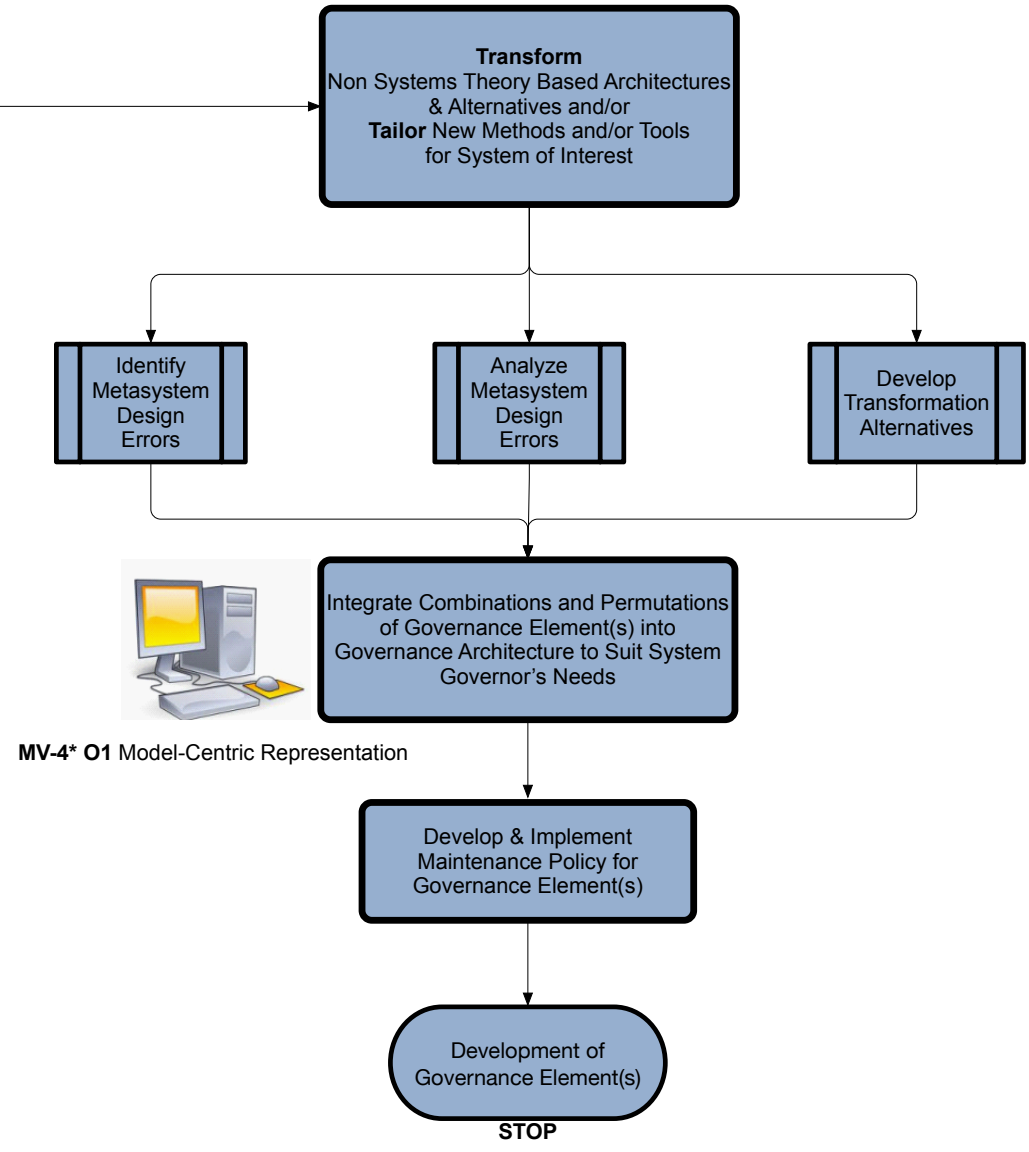 Transform
Non Systems Theory Based Architectures
& Alternatives and/or
Tailor New Methods and/or Tools
for System of Interest
Identify
Metasystem
Design
Errors
Analyze
Metasystem
Design
Errors
Develop
Transformation
Alternatives
Integrate Combinations and Permutations
of Governance Element(s) into
Governance Architecture to Suit System
Governor's Needs
MV-4* O1 Model-Centric Representation
Develop & Implement
Maintenance Policy for
Governance Element(s)
Development of
Governance Element(s)
STOP